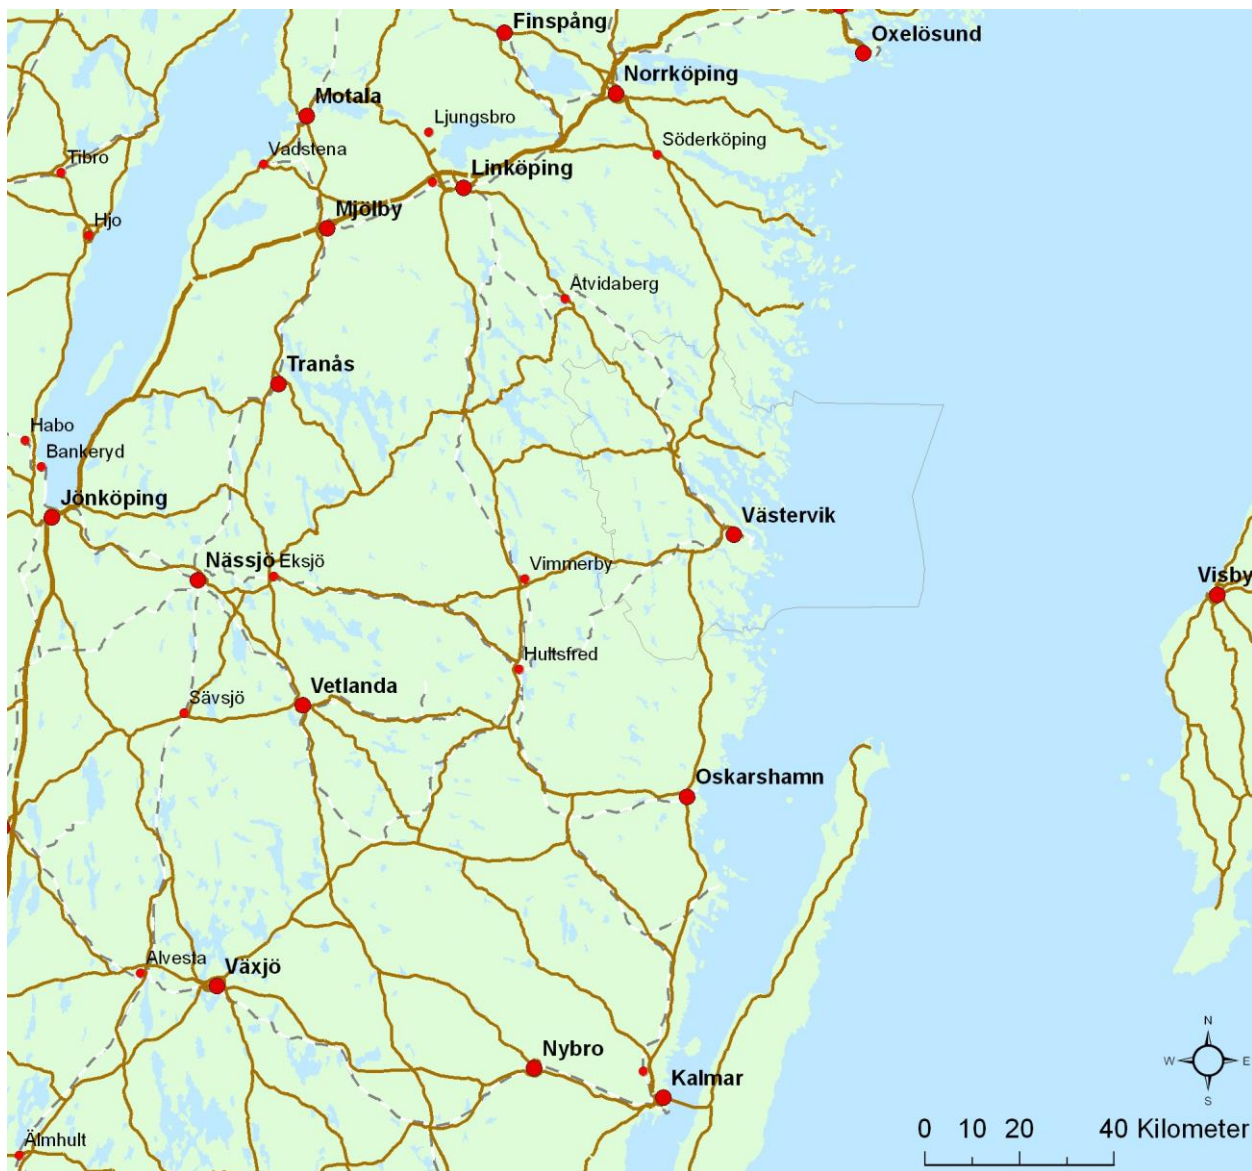 Finspång
Oxelösund
Norrköping
Motala
Ljungsbro
Söderköping
Vadstena
Tibro
Linköping
Mjölby
Hjo
Åtvidaberg
Tranås
Habo
Bankeryd
Jönköping
Västervik
Nässjö
Eksjö
Vimmerby
Visby
Hultsfred
Vetlanda
Sävsjö
Oskarshamn
Alvesta
Växjö
N
W E
S
Nybro
Kalmar
Älmhult
0 10 20 40 Kilometer